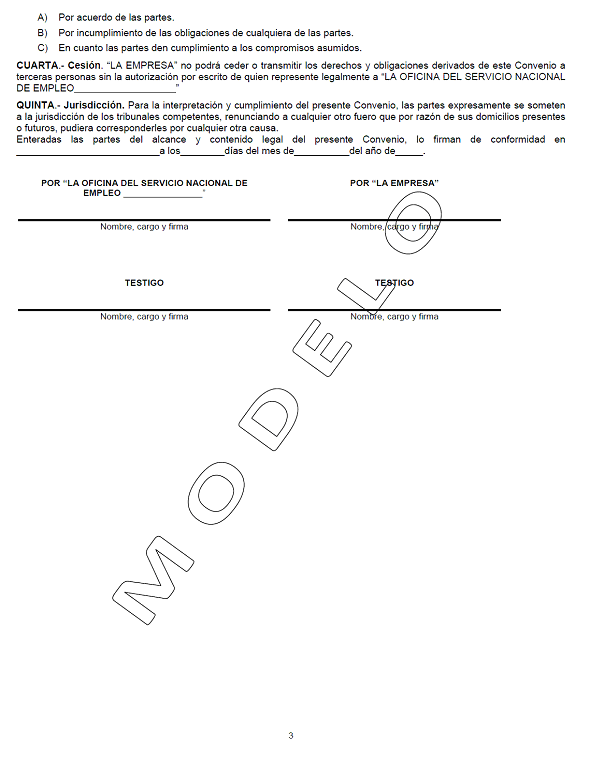 A) Por acuerdo de las partes.
B) Por incumplimiento de las obligaciones de cualquiera de las partes.
C) En cuanto las partes den cumplimiento a los compromisos asumidos.
CUARTA.- Cesión. “LA EMPRESA” no podrá ceder o transmitir los derechos y obligaciones derivados de este Convenio a
terceras personas sin la autorización por escrito de quien represente legalmente a “LA OFICINA DEL SERVICIO NACIONAL
DE EMPLEO___________________”
QUINTA.- Jurisdicción. Para la interpretación y cumplimiento del presente Convenio, las partes expresamente se someten
a la jurisdicción de los tribunales competentes, renunciando a cualquier otro fuero que por razón de sus domicilios presentes
o futuros, pudiera corresponderles por cualquier otra causa.
Enteradas las partes del alcance y contenido legal del presente Convenio, lo firman de conformidad en
__________________________a los________días del mes de__________del año de_____.
POR “LA OFICINA DEL SERVICIO NACIONAL DE
EMPLEO ________________”
POR “LA EMPRESA”
Nombre, cargo y firma
Nombre, cargo y firma
TESTIGO
TESTIGO
Nombre, cargo y firma
Nombre, cargo y firma
MODELO
3